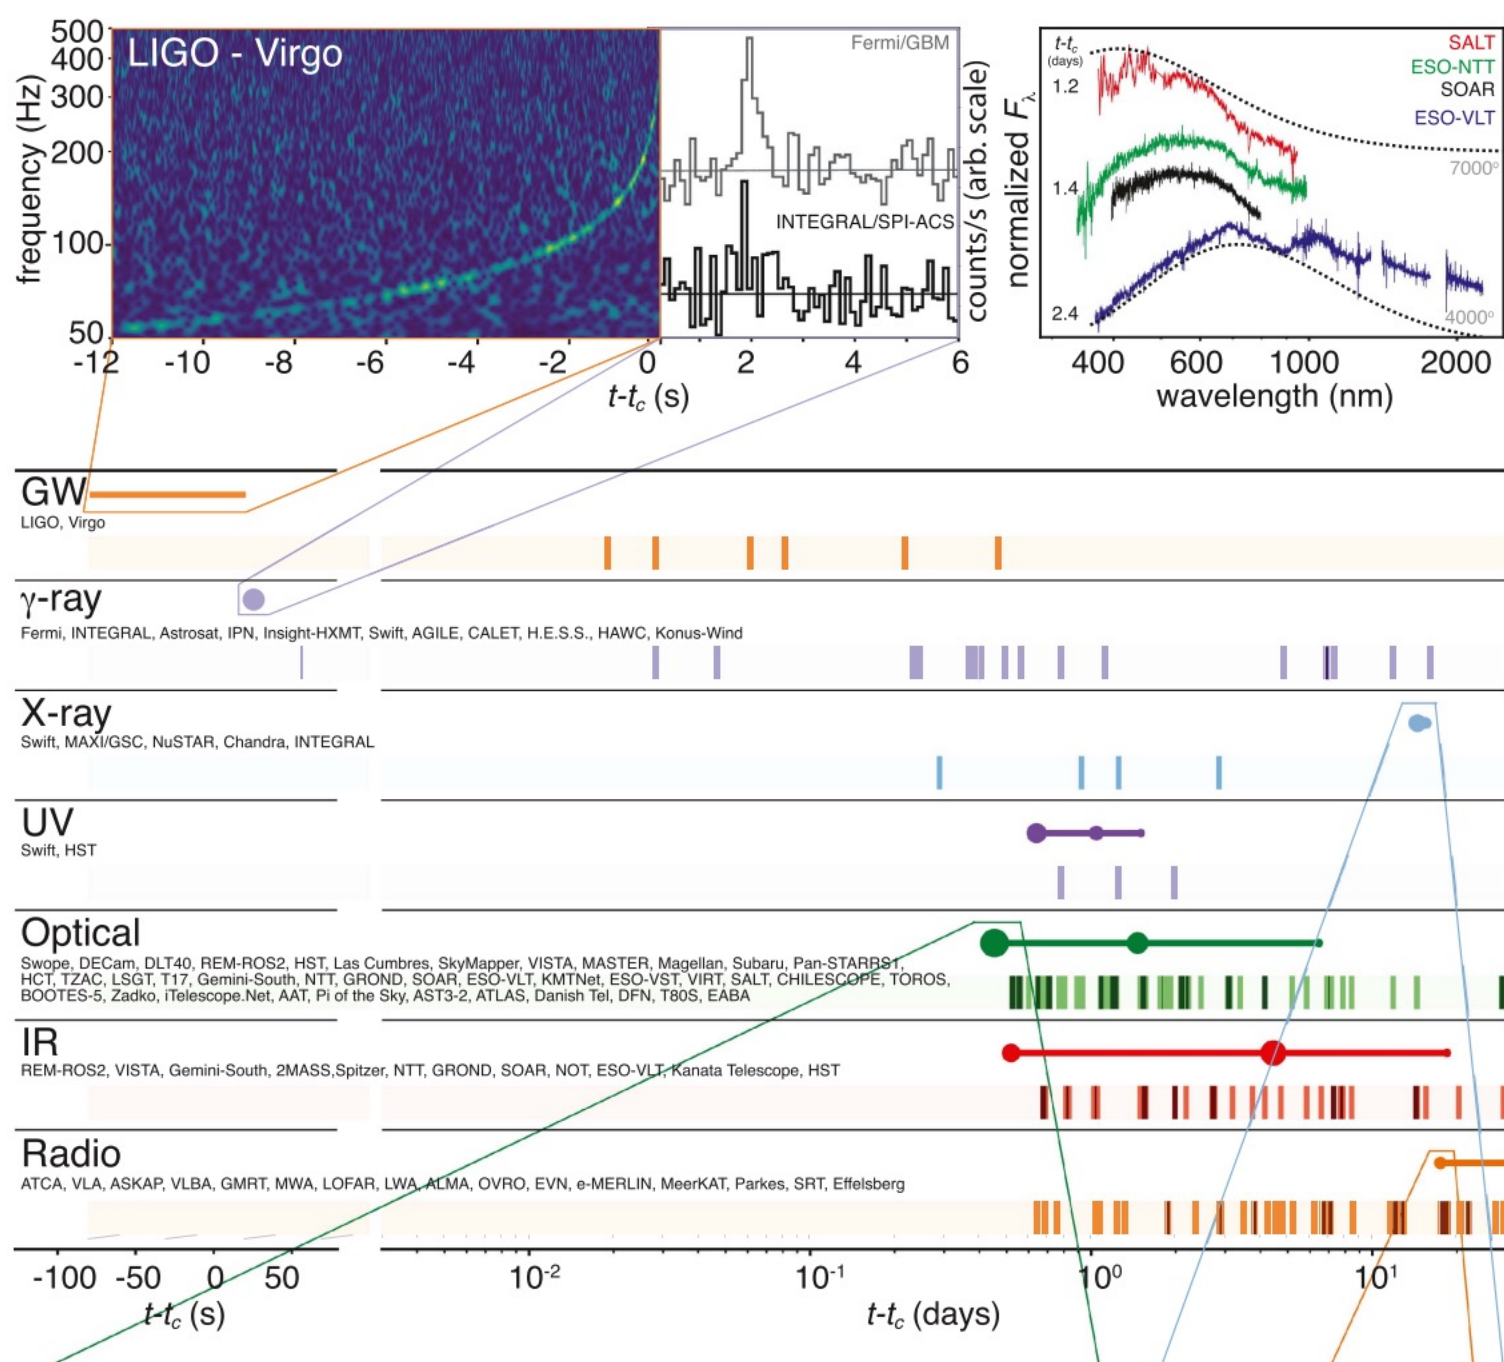 500
400
300
200
100
50
frequency (Hz)
LIGO - Virgo
-12 -10 -8 -6 -4 -2 0 2 4 6
t-tc (s)
Fermi/GBM
INTEGRAL/SPI-ACS
counts/s (arb. scale)
normalized Fλ
t-tc
(days)
1.2
1.4
2.4
SALT
ESO-NTT
SOAR
ESO-VLT
7000°
4000°
400 600 1000 2000
wavelength (nm)
GW
LIGO, Virgo
γ-ray
Fermi, INTEGRAL, Astrosat, IPN, Insight-HXMT, Swift, AGILE, CALET, H.E.S.S., HAWC, Konus-Wind
X-ray
Swift, MAXI/GSC, NuSTAR, Chandra, INTEGRAL
UV
Swift, HST
Optical
Swope, DECam, DLT40, REM-ROS2, HST, Las Cumbres, SkyMapper, VISTA, MASTER, Magellan, Subaru, Pan-STARRS1,
HCT, TZAC, LSGT, T17, Gemini-South, NTT, GROND, SOAR, ESO-VLT, KMTNet, ESO-VST, VIRT, SALT, CHILESCOPE, TOROS,
BOOTES-5, Zadko, iTelescope.Net, AAT, Pi of the Sky, AST3-2, ATLAS, Danish Tel, DFN, T80S, EABA
IR
REM-ROS2, VISTA, Gemini-South, 2MASS,Spitzer, NTT, GROND, SOAR, NOT, ESO-VLT, Kanata Telescope, HST
Radio
ATCA, VLA, ASKAP, VLBA, GMRT, MWA, LOFAR, LWA, ALMA, OVRO, EVN, e-MERLIN, MeerKAT, Parkes, SRT, Effelsberg
-100 -50 0 50 10⁻² 10⁻¹ 10⁰ 10¹
t-tc (s) t-tc (days)